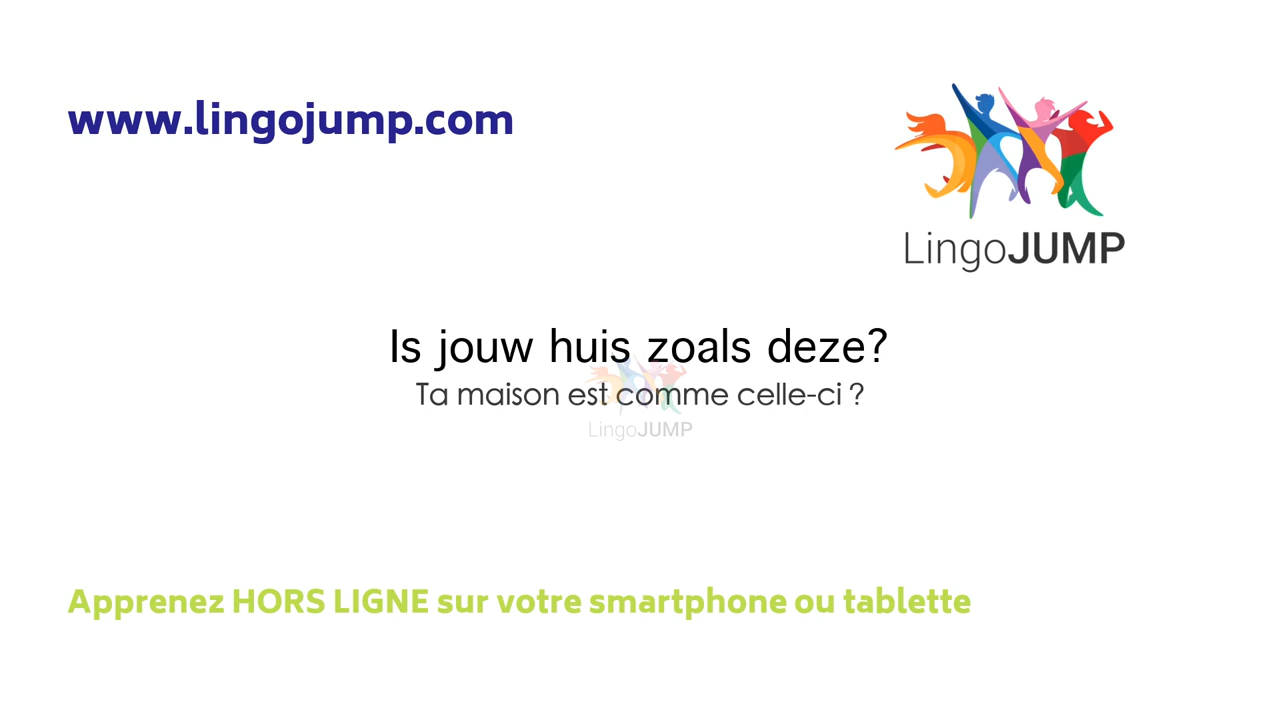 www.lingojump.com
LingoJUMP
Is jouw huis zoals deze?
Ta maison est comme celle-ci ?
LingoJUMP
Apprenez HORS LIGNE sur votre smartphone ou tablette